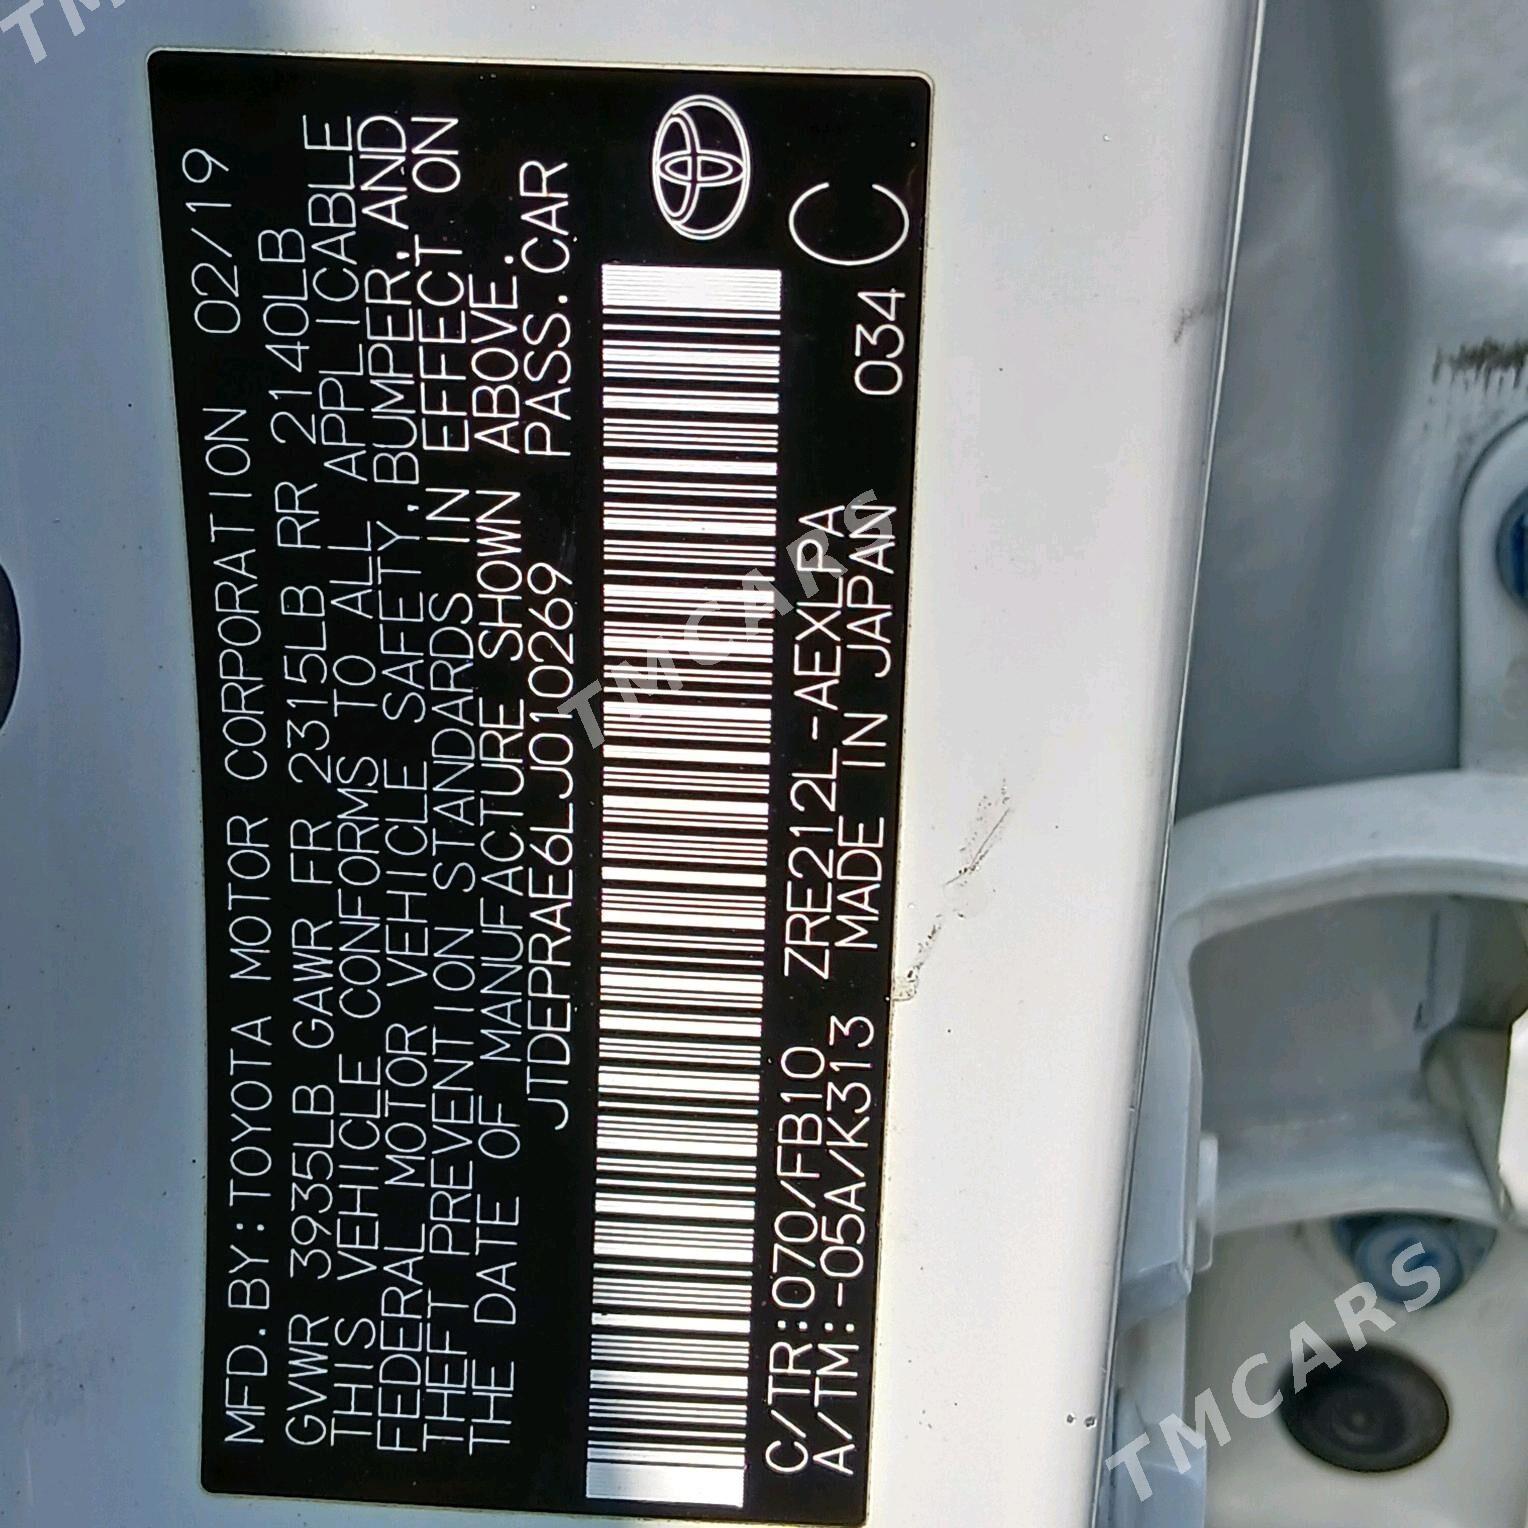 MFD.BY:TOYOTA MOTOR CORPORATION 02/19
GVWR 3935LB GAWR FR 2315LB RR 2140LB
THIS VEHICLE CONFORMS TO ALL APPLICABLE
FEDERAL MOTOR VEHICLE SAFETY,BUMPER,AND
THEFT PREVENTION STANDARDS IN EFFECT ON
THE DATE OF MANUFACTURE SHOWN ABOVE.
JTDEPRAE6LJ010269 PASS.CAR
C/TR:070/FB10 ZRE212L-AEXLPA
A/TM:-05A/K313 MADE IN JAPAN 034 C
TMCARS
TMCARS
TM